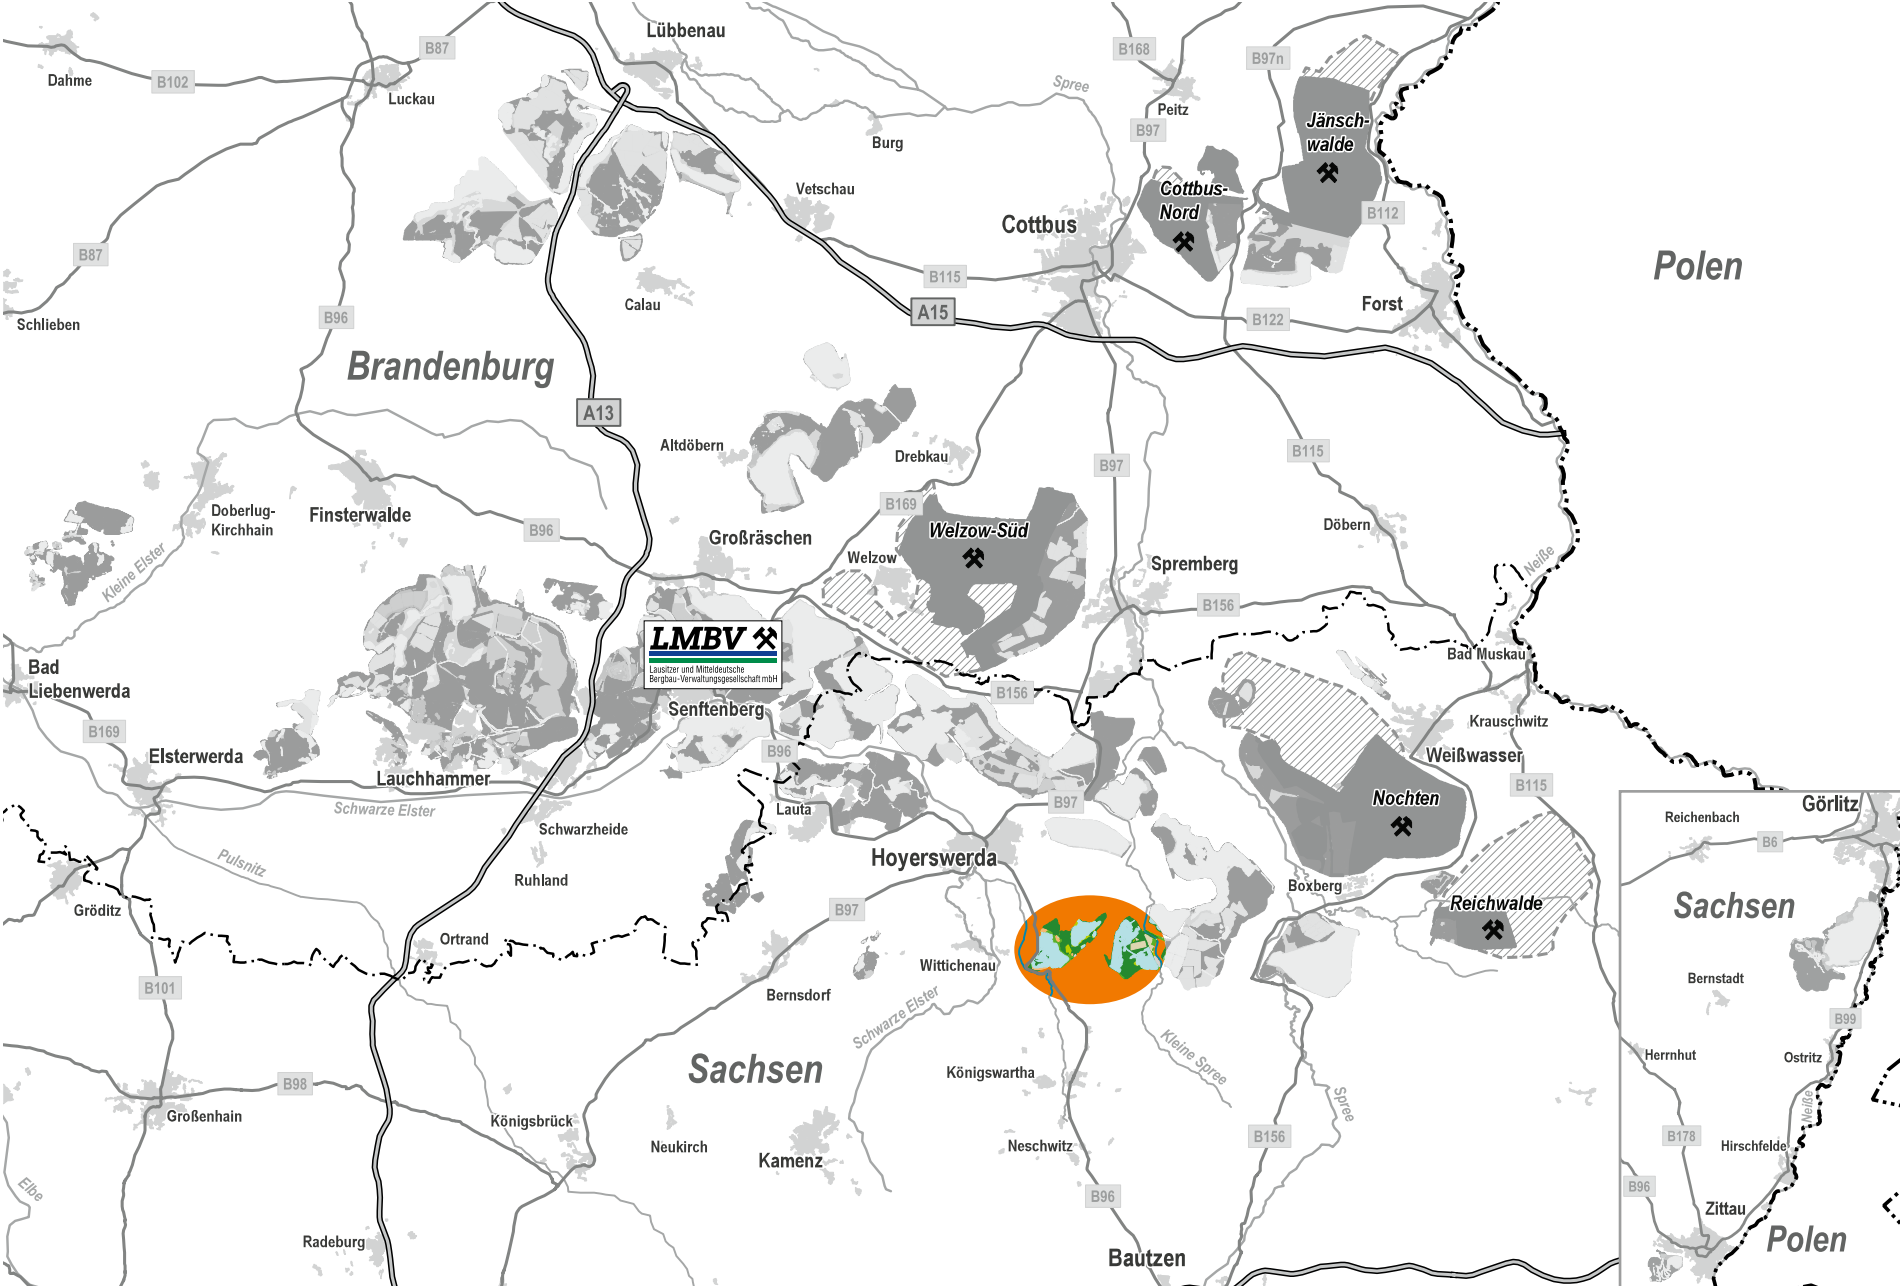 Lübbenau
B87
B168
B97n
Dahme
B102
Luckau
Spree
Peitz
Jänsch-
walde
B97
Burg
Vetschau
Cottbus-
Nord
Cottbus
B112
B87
Polen
B115
Calau
Forst
A15
B122
Schlieben
B96
Brandenburg
A13
Altdöbern
Drebkau
B97
B115
B169
Doberlug-
Kirchhain
Finsterwalde
B96
Großräschen
Welzow-Süd
Döbern
Welzow
Spremberg
Neiße
Kleine Elster
B156
LMBV
Lausitzer und Mitteldeutsche
Bergbau-Verwaltungsgesellschaft mbH
Bad
Liebenwerda
Bad Muskau
B156
Senftenberg
Krauschwitz
B169
Elsterwerda
B96
Weißwasser
Lauchhammer
B115
Nochten
Schwarze Elster
Lauta
B97
Görlitz
Reichenbach
Schwarzheide
B6
Pulsnitz
Hoyerswerda
Ruhland
Boxberg
Gröditz
B97
Reichwalde
Sachsen
Ortrand
Wittichenau
B101
Bernsdorf
Bernstadt
Schwarze Elster
B99
Kleine Spree
Sachsen
Königswartha
Herrnhut
Ostritz
B98
Großenhain
Königsbrück
Spree
Neiße
Neukirch
Neschwitz
B156
B178
Hirschfelde
Kamenz
Elbe
B96
B96
Zittau
Radeburg
Bautzen
Polen